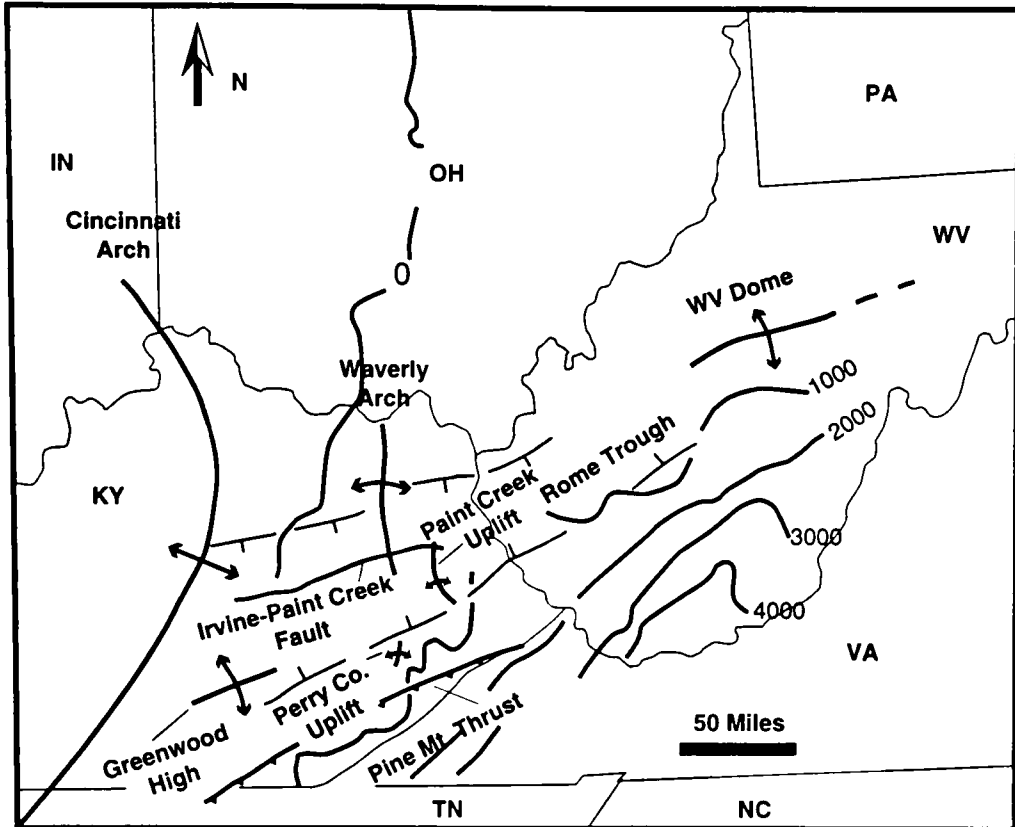 N
PA
IN
OH
Cincinnati
Arch
WV
0
WV Dome
Waverly
Arch
1000
2000
KY
Paint Creek
Uplift
Rome Trough
3000
4000
Irvine-Paint Creek
Fault
VA
Perry Co.
Uplift
50 Miles
Greenwood
High
Pine Mt. Thrust
TN
NC